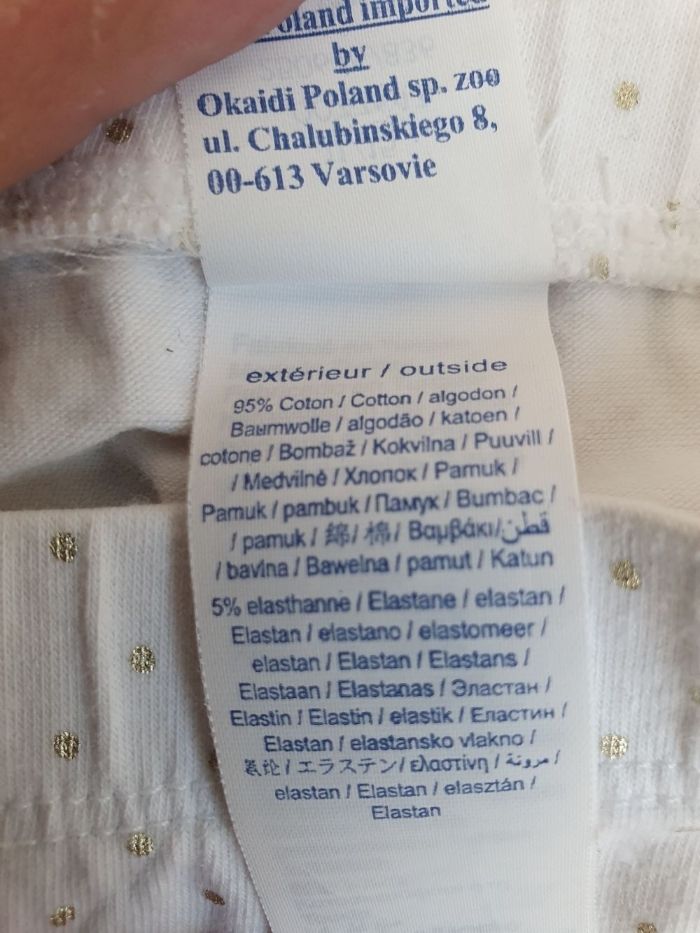 Poland imported
by
Okaidi Poland sp. zoo
ul. Chalubinskiego 8,
00-613 Varsovie
extérieur / outside
95% Coton / Cotton / algodon /
Baumwolle / algodão / katoen /
cotone / Bombaž / Kokvilna / Puuvill /
/ Medvilnė / Хлопок / Pamuk /
Pamuk / pambuk / Памук / Bumbac /
/ pamuk / 綿 / 棉 / Βαμβάκι/ قطن/
/ bavlna / Bawełna / pamut / Katun
5% elasthanne / Elastane / elastan /
Elastan / elastano / elastomeer /
elastan / Elastan / Elastans /
Elastaan / Elastanas / Эластан /
Elastin / Elastin / elastik / Еластин /
Elastan / elastansko vlakno /
/ エラステン/ ελαστίνη / مرونة /
elastan / Elastan / elasztán /
Elastan